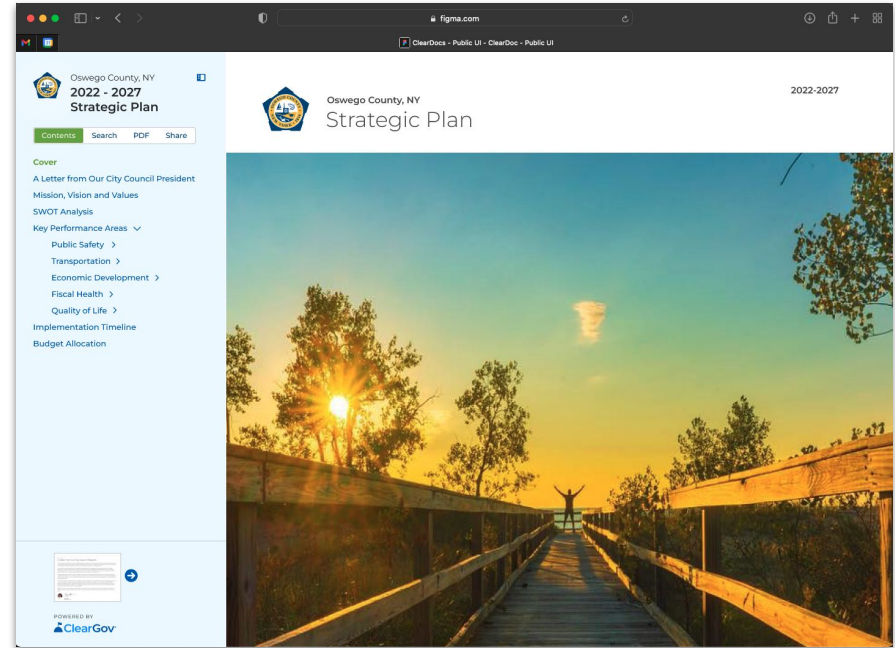 figma.com
ClearDocs - Public UI - ClearDoc - Public UI
Oswego County, NY
2022 - 2027
Strategic Plan
Contents Search PDF Share
Cover
A Letter from Our City Council President
Mission, Vision and Values
SWOT Analysis
Key Performance Areas
Public Safety
Transportation
Economic Development
Fiscal Health
Quality of Life
Implementation Timeline
Budget Allocation
POWERED BY
ClearGov
Oswego County, NY
Strategic Plan
2022-2027